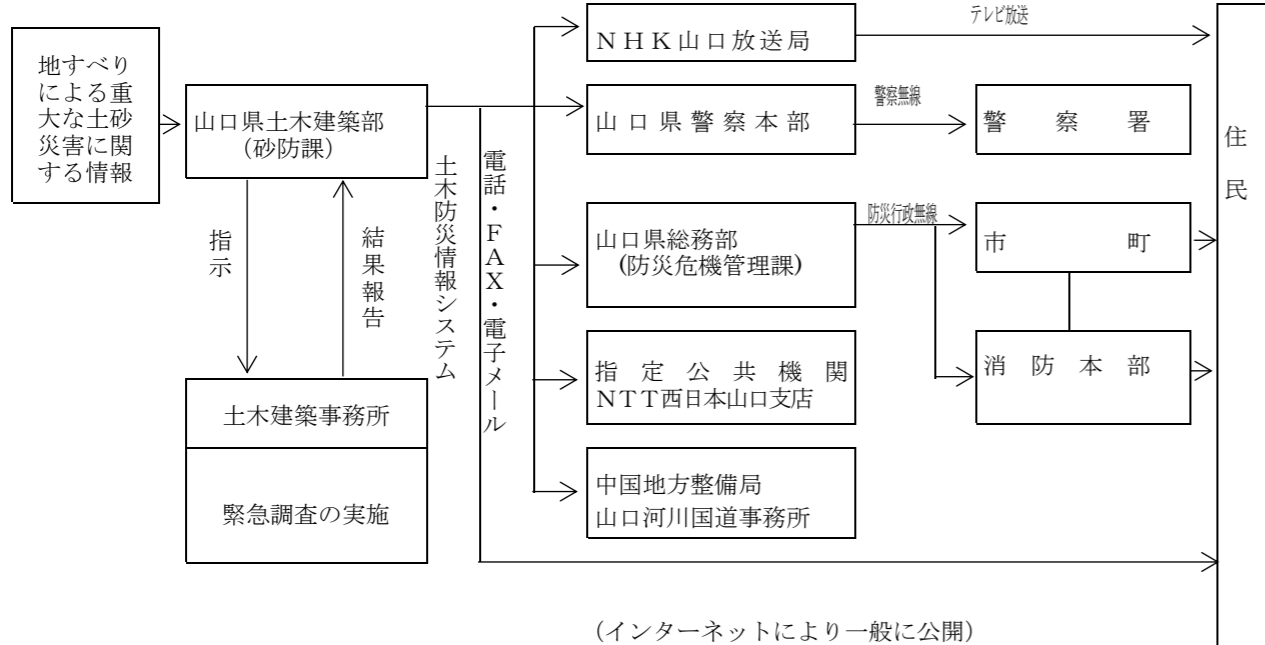 地すべり
による重
大な土砂
災害に関
する情報
山口県土木建築部
(砂防課)
指示
結果報告
土木建築事務所
緊急調査の実施
土木防災情報システム
電話・ＦＡＸ・電子メール
ＮＨＫ山口放送局
テレビ放送
山口県警察本部
警察無線
警察署
山口県総務部
(防災危機管理課)
防災行政無線
市町
消防本部
指定公共機関
ＮＴＴ西日本山口支店
中国地方整備局
山口河川国道事務所
住民
（インターネットにより一般に公開）